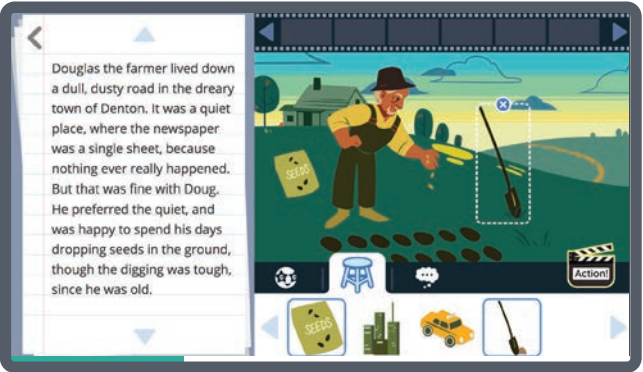 Douglas the farmer lived down
a dull, dusty road in the dreary
town of Denton. It was a quiet
place, where the newspaper
was a single sheet, because
nothing ever really happened.
But that was fine with Doug.
He preferred the quiet, and
was happy to spend his days
dropping seeds in the ground,
though the digging was tough,
since he was old.
SEEDS
Action!
SEEDS